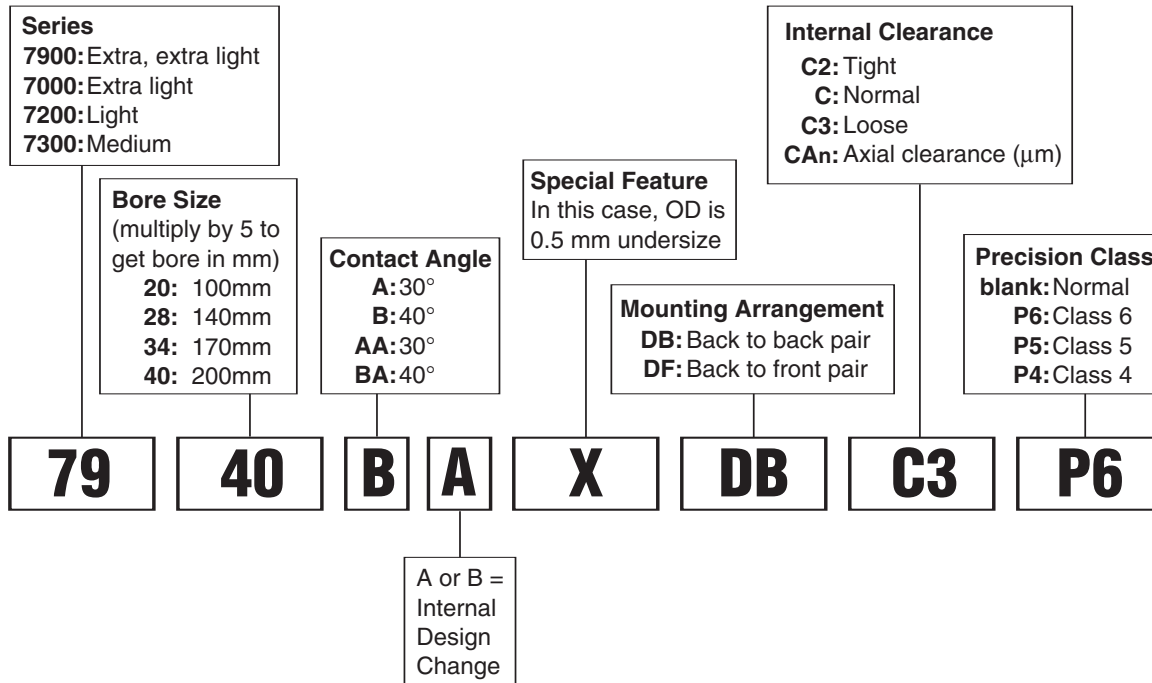 Series
7900: Extra, extra light
7000: Extra light
7200: Light
7300: Medium
Bore Size
(multiply by 5 to
get bore in mm)
20: 100mm
28: 140mm
34: 170mm
40: 200mm
Contact Angle
A: 30°
B: 40°
AA: 30°
BA: 40°
Special Feature
In this case, OD is
0.5 mm undersize
Mounting Arrangement
DB: Back to back pair
DF: Back to front pair
Internal Clearance
C2: Tight
C: Normal
C3: Loose
CAn: Axial clearance (μm)
Precision Class
blank: Normal
P6: Class 6
P5: Class 5
P4: Class 4
79 40 B A X DB C3 P6
A or B =
Internal
Design
Change